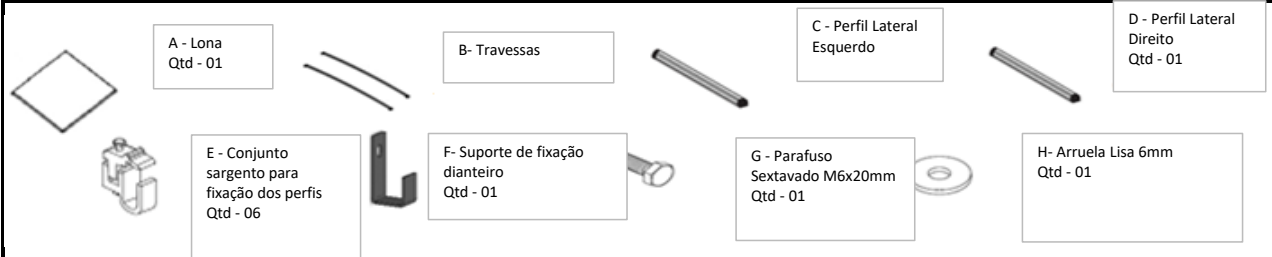 A - Lona
Qtd - 01
B- Travessas
C - Perfil Lateral
Esquerdo
D - Perfil Lateral
Direito
Qtd - 01
E - Conjunto
sargento para
fixação dos perfis
Qtd - 06
F- Suporte de fixação
dianteiro
Qtd - 01
G - Parafuso
Sextavado M6x20mm
Qtd - 01
H- Arruela Lisa 6mm
Qtd - 01